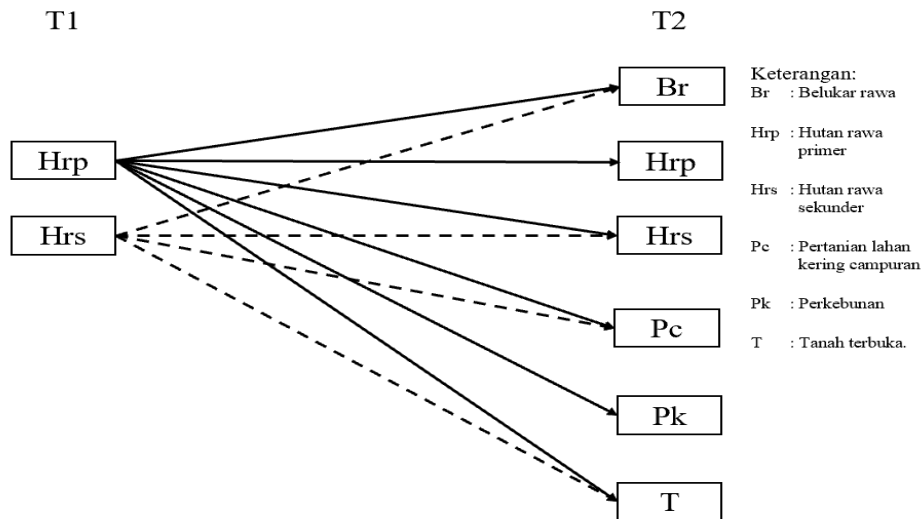 T1
T2
Hrp
Hrs
Br
Hrp
Hrs
Pc
Pk
T
Keterangan:
Br : Belukar rawa
Hrp : Hutan rawa
primer
Hrs : Hutan rawa
sekunder
Pc : Pertanian lahan
kering campuran
Pk : Perkebunan
T : Tanah terbuka.